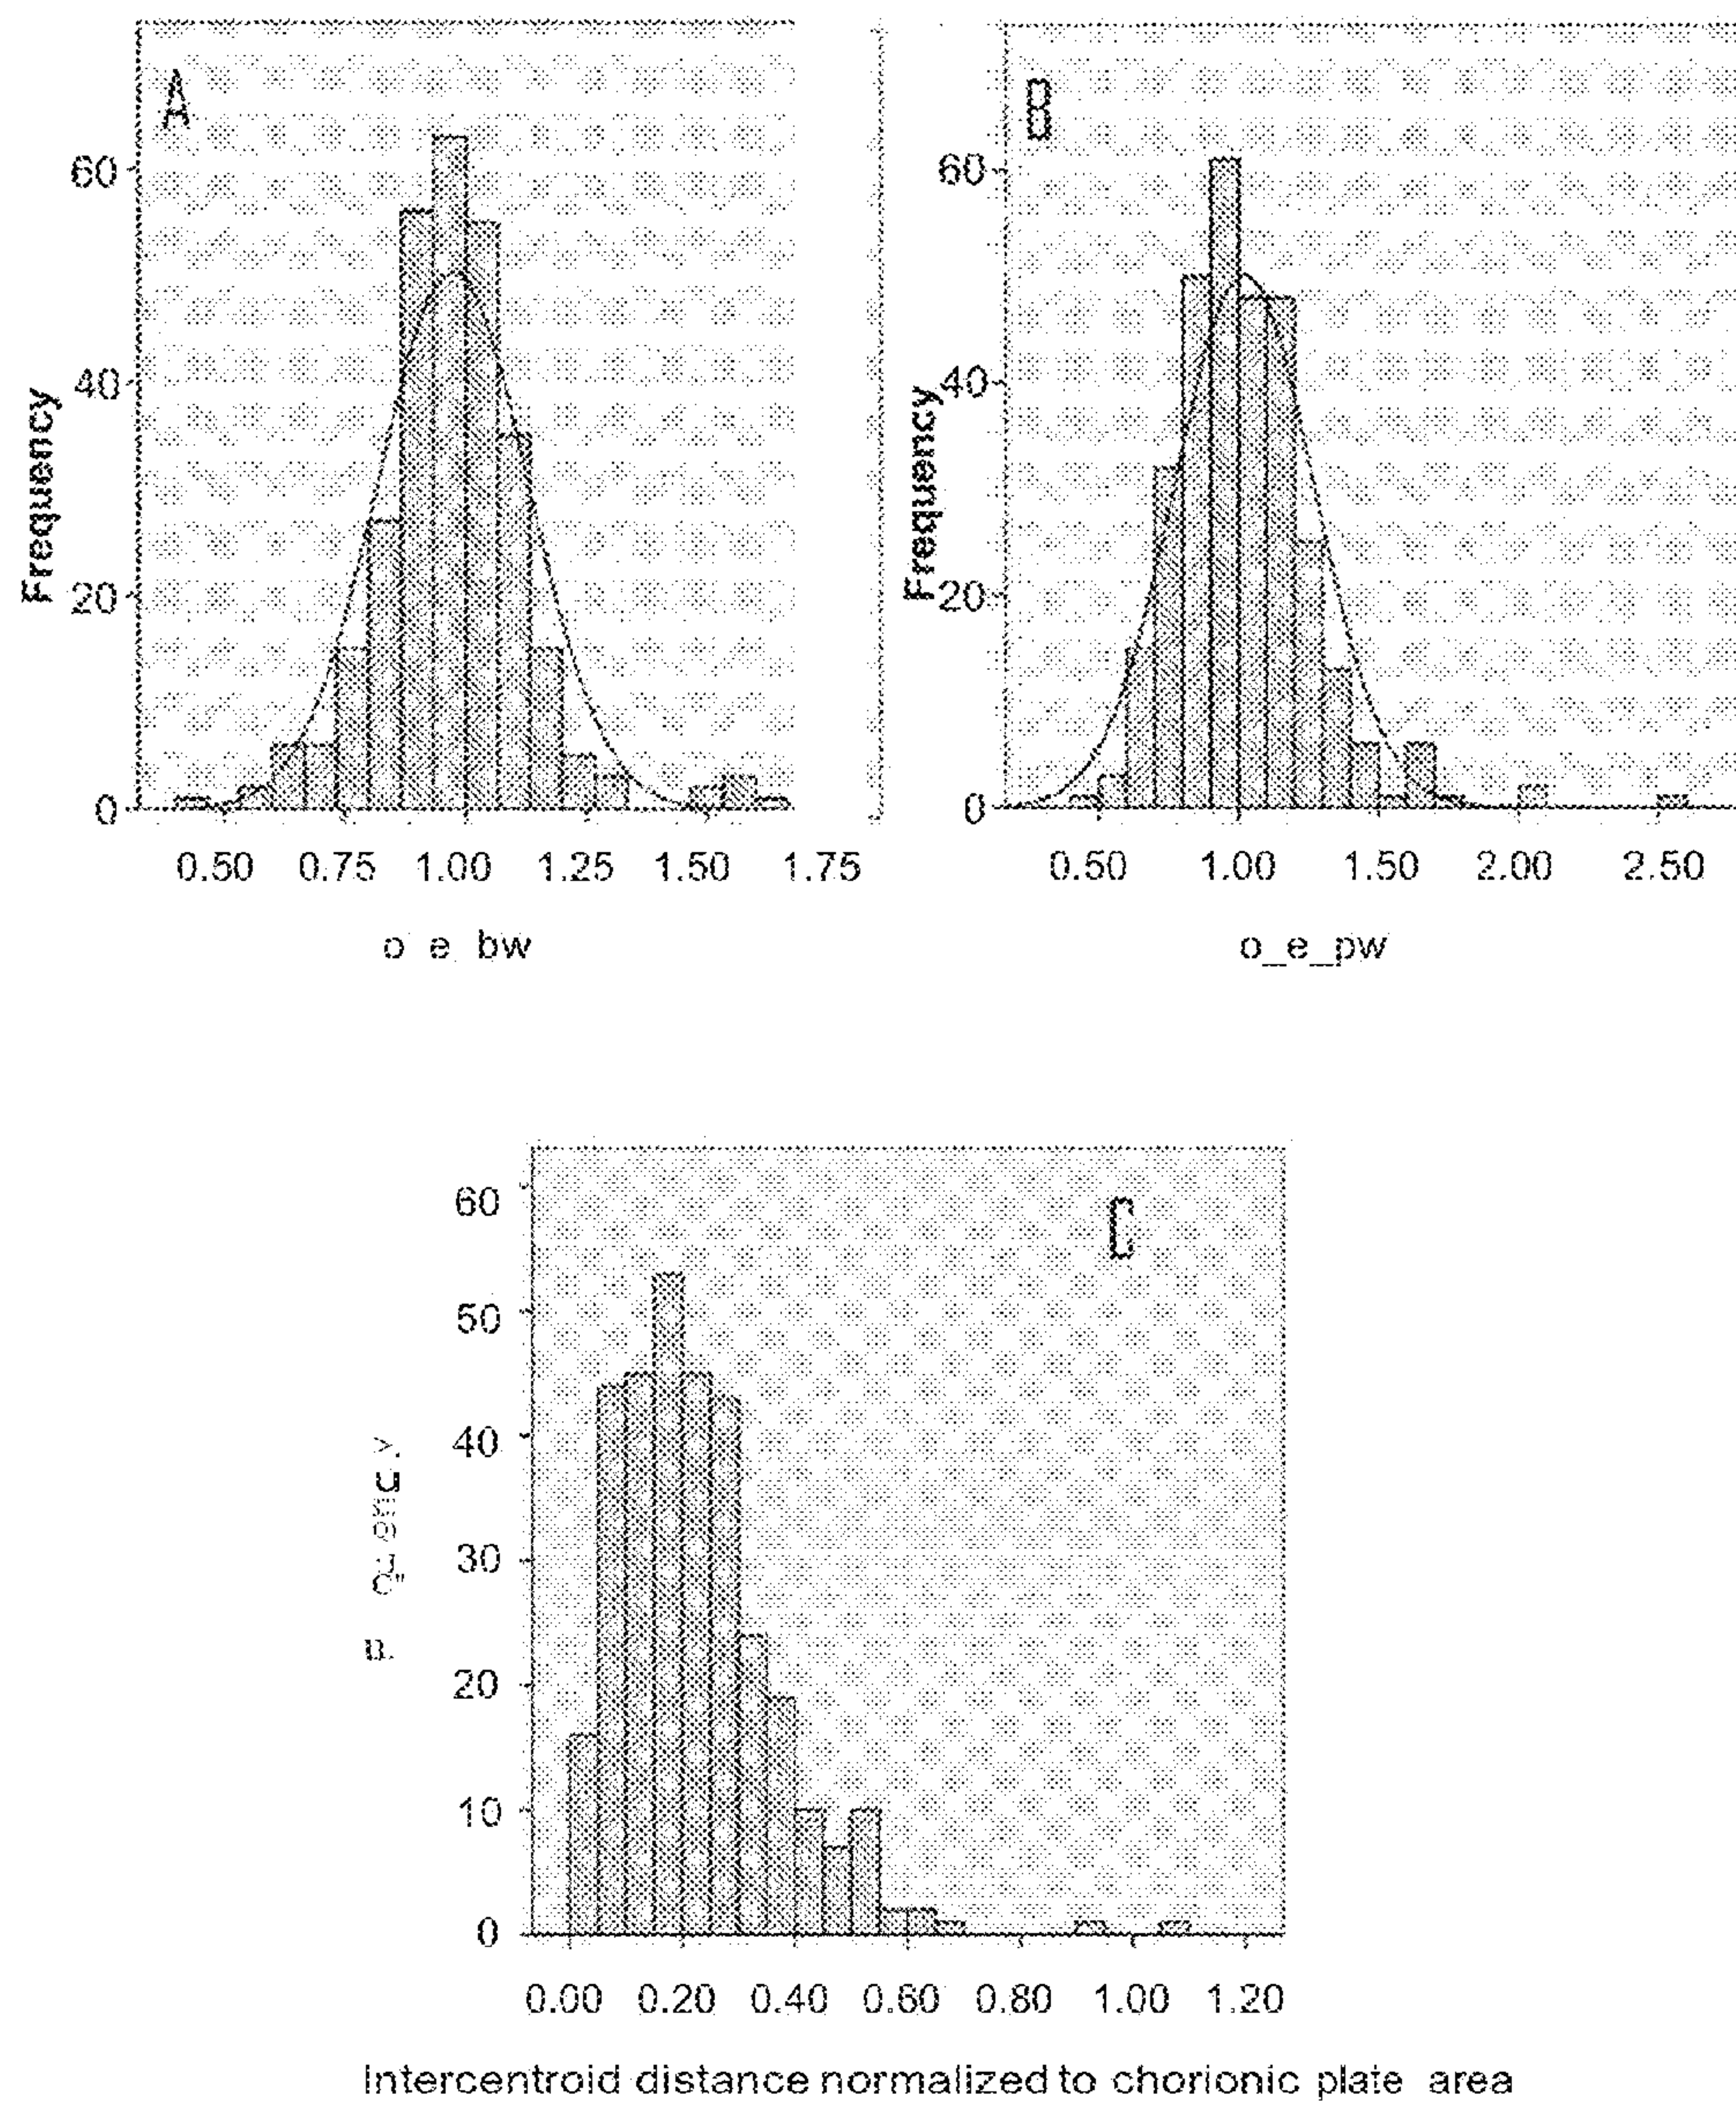 A
B
60
60
40
40
20
20
0
0
Frequency
Frequency
0.50 0.75 1.00 1.25 1.50 1.75
0.50 1.00 1.50 2.00 2.50
o e bw
o_e_pw
C
60
50
40
30
20
10
0
0.00 0.20 0.40 0.60 0.80 1.00 1.20
Intercentroid distance normalized to chorionic plate area